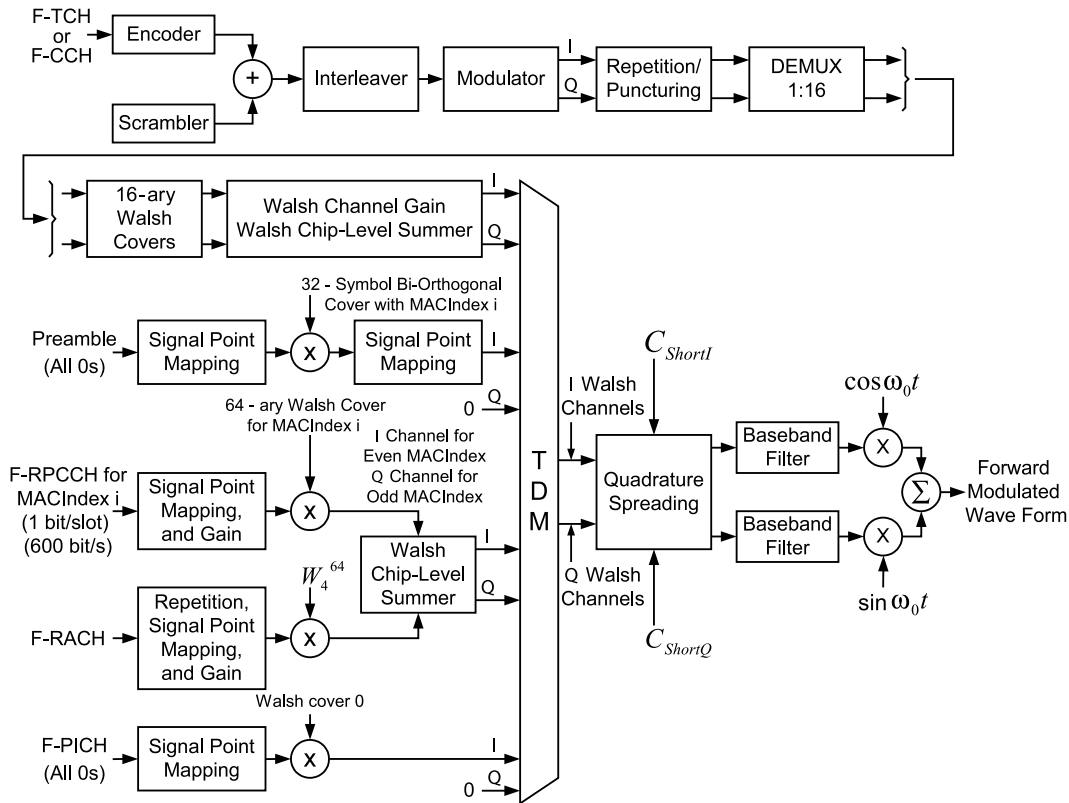 F-TCH
or
F-CCH
Encoder
+
Scrambler
Interleaver
Modulator
I
Q
Repetition/
Puncturing
DEMUX
1:16
16-ary
Walsh
Covers
Walsh Channel Gain
Walsh Chip-Level Summer
I
Q
32 - Symbol Bi-Orthogonal
Cover with MACIndex i
Preamble
(All 0s)
Signal Point
Mapping
X
Signal Point
Mapping
I
0
Q
64 - ary Walsh Cover
for MACIndex i
I Channel for
Even MACIndex
Q Channel for
Odd MACIndex
F-RPCCH for
MACIndex i
(1 bit/slot)
(600 bit/s)
Signal Point
Mapping,
and Gain
X
Walsh
Chip-Level
Summer
I
Q
W₄⁶⁴
F-RACH
Repetition,
Signal Point
Mapping,
and Gain
X
Walsh cover 0
F-PICH
(All 0s)
Signal Point
Mapping
X
I
0
Q
T
D
M
I Walsh
Channels
Q Walsh
Channels
C ShortI
Quadrature
Spreading
C ShortQ
Baseband
Filter
Baseband
Filter
cos ω₀t
X
Σ
X
sin ω₀t
Forward
Modulated
Wave Form